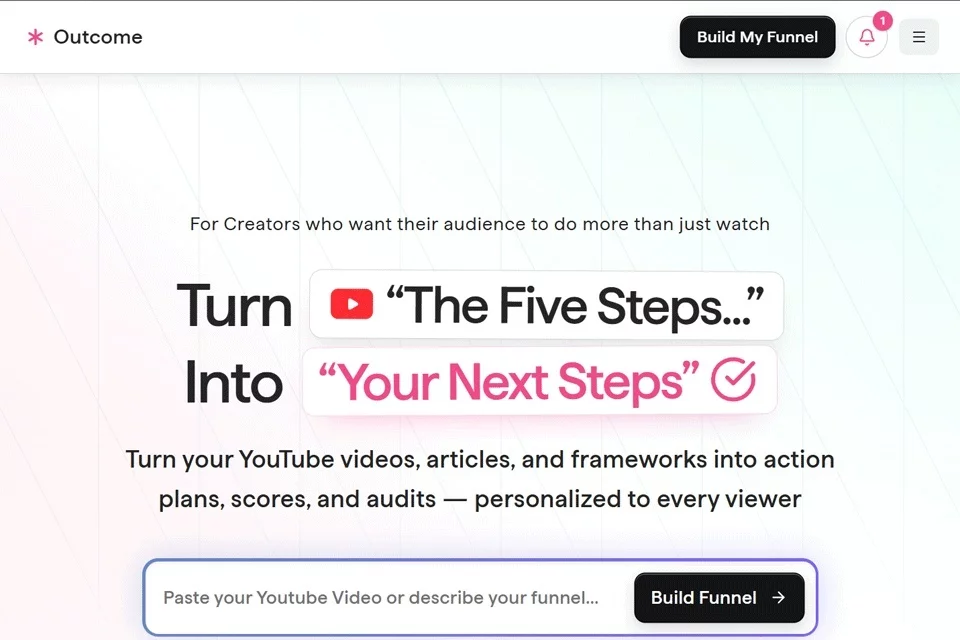 Outcome
Build My Funnel
1
For Creators who want their audience to do more than just watch
Turn “The Five Steps...”
Into “Your Next Steps”
Turn your YouTube videos, articles, and frameworks into action
plans, scores, and audits — personalized to every viewer
Paste your Youtube Video or describe your funnel...
Build Funnel